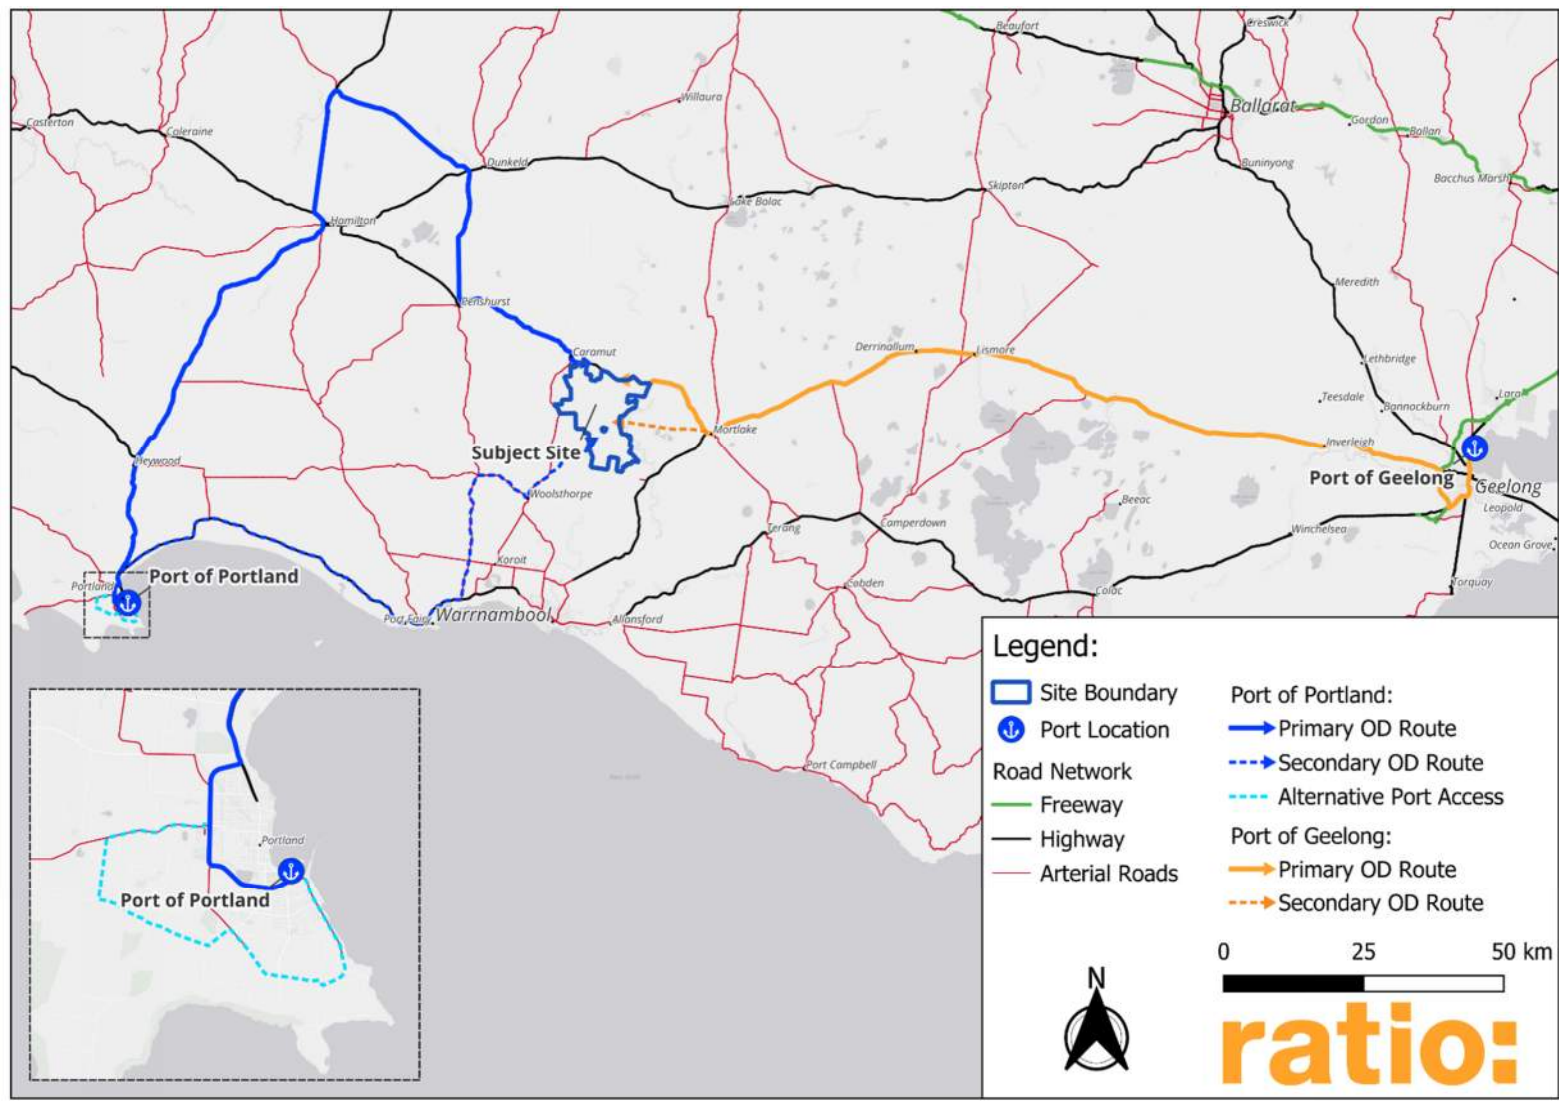 Beaufort
Creswick
Willaura
Ballarat
Casterton
Coleraine
Gordon
Ballan
Dunkeld
Buninyong
Bacchus Marsh
Skipton
Lake Bolac
Hamilton
Meredith
Penshurst
Caramut
Derrinallum
Lismore
Lethbridge
Teesdale
Bannockburn
Lara
Mortlake
Inverleigh
Subject Site
Heywood
Port of Geelong
Geelong
Woolsthorpe
Beeac
Leopold
Terang
Camperdown
Winchelsea
Ocean Grove
Koroit
Port of Portland
Portland
Cobden
Colac
Torquay
Port Fairy
Warrnambool
Allansford
Port Campbell
Portland
Port of Portland
Legend:
Site Boundary
Port Location
Road Network
Freeway
Highway
Arterial Roads
Port of Portland:
Primary OD Route
Secondary OD Route
Alternative Port Access
Port of Geelong:
Primary OD Route
Secondary OD Route
0 25 50 km
N
ratio: